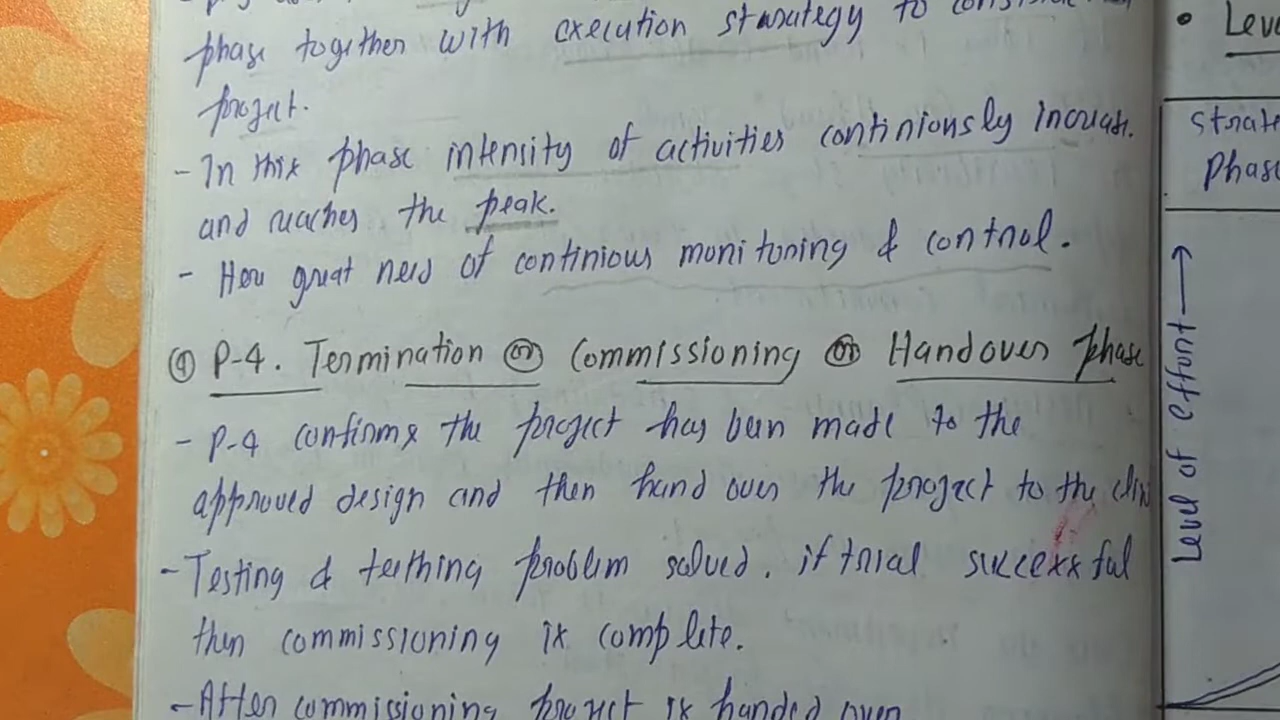 phase together with execution strategy to
project.
- In this phase intensity of activities continiously increase.
and reaches the peak.
- Here great need of continious monitoring & control.
④ P-4. Termination or Commissioning or Handover phase
- P-4 confirms the project has been made to the
approved design and then hand over the project to the
- Testing & teething problem solved. if trial successful
then commissioning is complete.
- After commissioning project is handed over
• Leve
Strate
Phase
Level of effort →